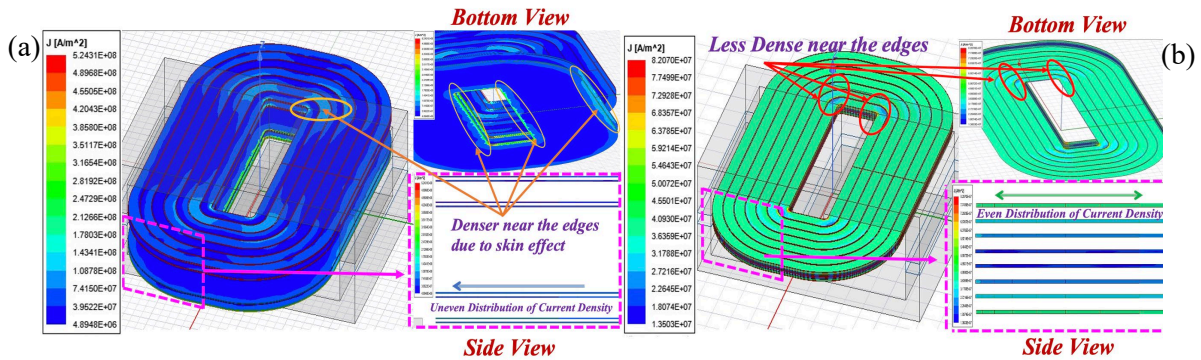 (a)
J [A/m^2]
5.2431E+08
4.8968E+08
4.5505E+08
4.2043E+08
3.8580E+08
3.5117E+08
3.1654E+08
2.8192E+08
2.4729E+08
2.1266E+08
1.7803E+08
1.4341E+08
1.0878E+08
7.4150E+07
3.9522E+07
4.8948E+06
Bottom View
Denser near the edges
due to skin effect
Uneven Distribution of Current Density
Side View
(b)
J [A/m^2]
8.2070E+07
7.7499E+07
7.2928E+07
6.8357E+07
6.3785E+07
5.9214E+07
5.4643E+07
5.0072E+07
4.5501E+07
4.0930E+07
3.6359E+07
3.1788E+07
2.7216E+07
2.2645E+07
1.8074E+07
1.3503E+07
Less Dense near the edges
Bottom View
Even Distribution of Current Density
Side View